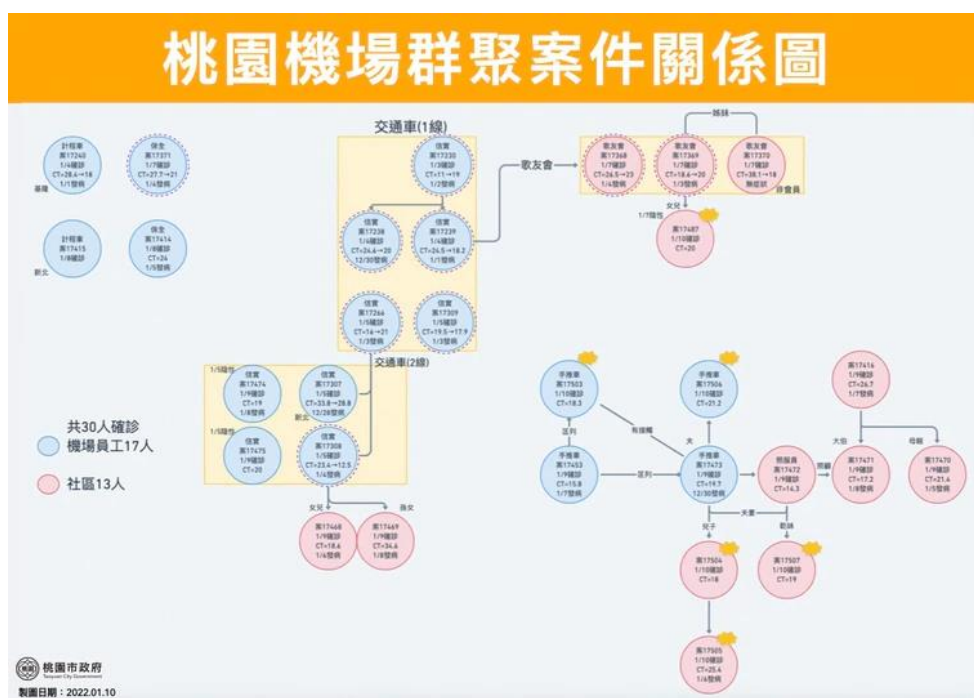 桃園機場群聚案件關係圖
計程車
案17240
1/4確診
CT=28.4→18
1/1發病
基隆
保全
案17371
1/7確診
CT=27.7→21
1/4發病
計程車
案17415
1/8確診
新北
保全
案17414
1/8確診
CT=24
1/5發病
交通車(1線)
信實
案17230
1/3確診
CT=11→19
1/2發病
信實
案17238
1/4確診
CT=24.6→20
12/30發病
信實
案17239
1/4確診
CT=24.5→18.2
1/1發病
信實
案17266
1/5確診
CT=16→21
1/3發病
信實
案17309
1/5確診
CT=19.5→17.9
1/3發病
歌友會
姊妹
歌友會
案17368
1/7確診
CT=26.5→23
1/4發病
歌友會
案17369
1/7確診
CT=18.6→20
1/3發病
歌友會
案17370
1/7確診
CT=38.1→18
無症狀
非會員
女兒
1/7陰性
案17487
1/10確診
CT=20
交通車(2線)
1/5陰性
信實
案17474
1/9確診
CT=19
1/8發病
信實
案17307
1/5確診
CT=33.8→28.8
12/28發病
新北
1/5陰性
信實
案17475
1/9確診
CT=20
信實
案17308
1/5確診
CT=23.4→12.5
1/4發病
女兒
孫女
案17468
1/9確診
CT=18.6
1/4發病
案17469
1/9確診
CT=34.6
1/8發病
共30人確診
機場員工17人
社區13人
手推車
案17503
1/10確診
CT=18.3
手推車
案17506
1/10確診
CT=21.2
案17416
1/9確診
CT=26.7
1/7發病
匡列
有接觸
夫
大伯
母親
手推車
案17453
1/9確診
CT=15.8
1/7發病
匡列
手推車
案17473
1/9確診
CT=19.7
12/30發病
照服員
案17472
1/9確診
CT=14.3
照顧
案17471
1/9確診
CT=17.2
1/8發病
案17470
1/9確診
CT=21.4
1/5發病
夫妻
兒子
乾妹
案17504
1/10確診
CT=18
案17507
1/10確診
CT=19
案17505
1/10確診
CT=25.4
1/6發病
桃園市政府
Taoyuan City Government
製圖日期：2022.01.10